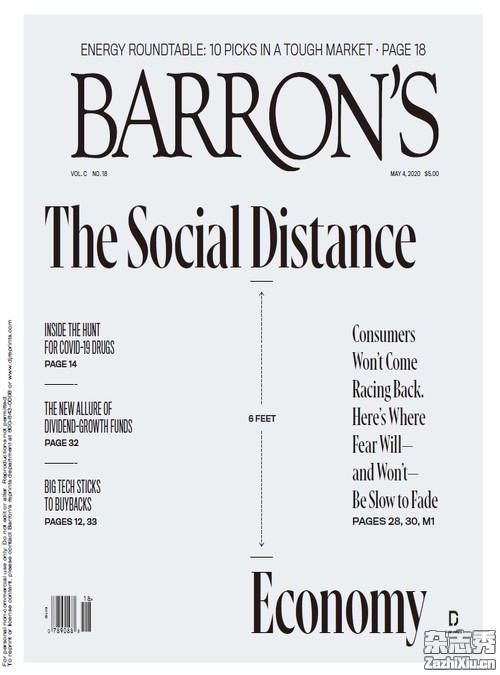 ENERGY ROUNDTABLE: 10 PICKS IN A TOUGH MARKET · PAGE 18
BARRON'S
VOL. C NO. 18
MAY 4, 2020 $5.00
The Social Distance
INSIDE THE HUNT
FOR COVID-19 DRUGS
PAGE 14
THE NEW ALLURE OF
DIVIDEND-GROWTH FUNDS
PAGE 32
BIG TECH STICKS
TO BUYBACKS
PAGES 12, 33
6 FEET
Consumers
Won't Come
Racing Back.
Here's Where
Fear Will—
and Won't—
Be Slow to Fade
PAGES 28, 30, M1
Economy
18>
For personal non-commercial use only. Do not edit or alter. Reproductions not permitted.
To reprint or license content, please contact Barron's reprints department at 800-843-0008 or www.djreprints.com
杂志秀
ZaZhiXiu.cn